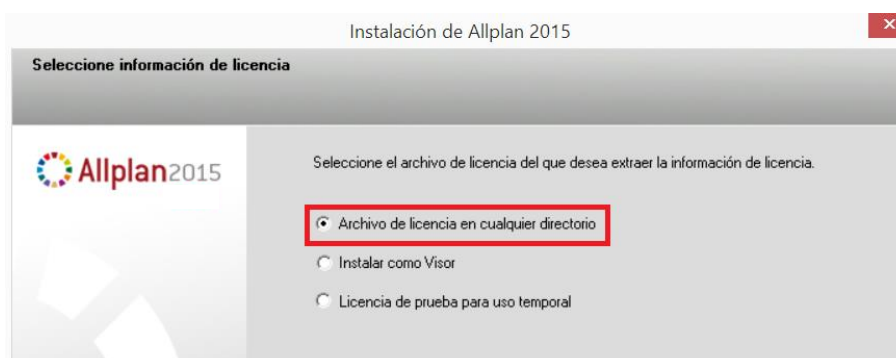 Instalación de Allplan 2015
Seleccione información de licencia
Allplan2015
Seleccione el archivo de licencia del que desea extraer la información de licencia.
Archivo de licencia en cualquier directorio
Instalar como Visor
Licencia de prueba para uso temporal